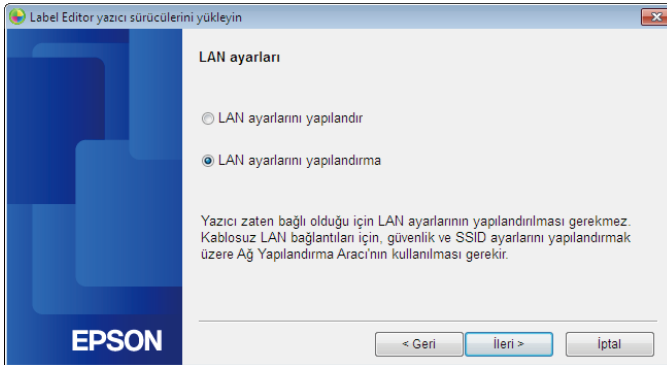 Label Editor yazıcı sürücülerini yükleyin
LAN ayarları
LAN ayarlarını yapılandır
LAN ayarlarını yapılandırma
Yazıcı zaten bağlı olduğu için LAN ayarlarının yapılandırılması gerekmez.
Kablosuz LAN bağlantıları için, güvenlik ve SSID ayarlarını yapılandırmak
üzere Ağ Yapılandırma Aracı'nın kullanılması gerekir.
EPSON
< Geri
İleri >
İptal